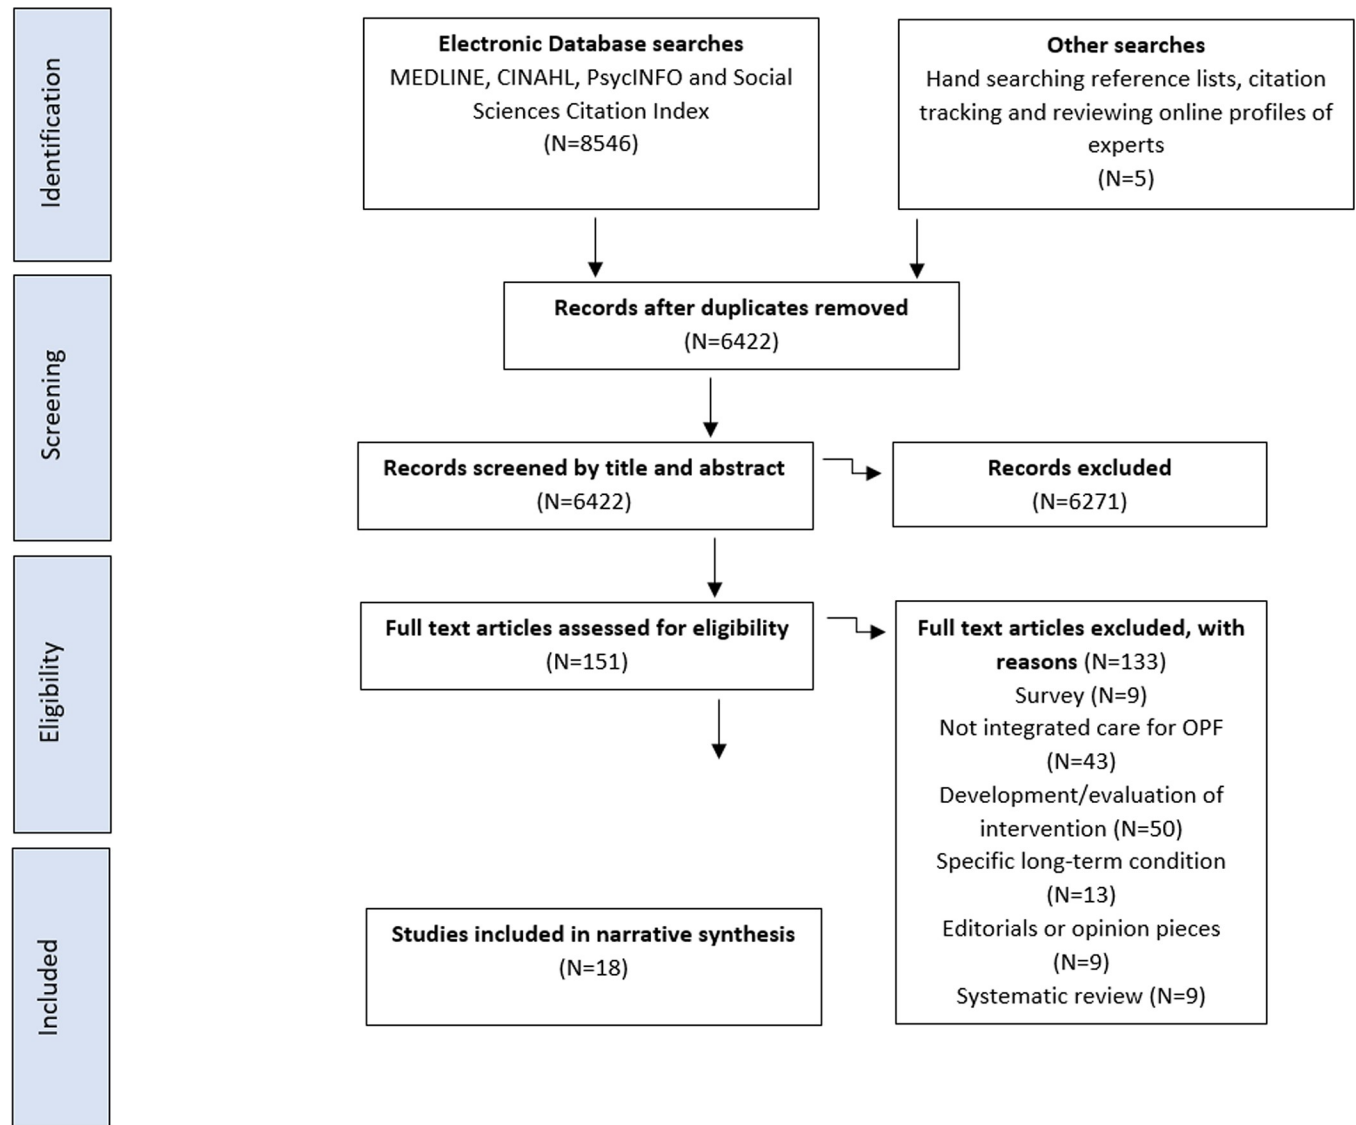 Identification
Electronic Database searches
MEDLINE, CINAHL, PsycINFO and Social
Sciences Citation Index
(N=8546)
Other searches
Hand searching reference lists, citation
tracking and reviewing online profiles of
experts
(N=5)
Screening
Records after duplicates removed
(N=6422)
Records screened by title and abstract
(N=6422)
Records excluded
(N=6271)
Eligibility
Full text articles assessed for eligibility
(N=151)
Full text articles excluded, with
reasons (N=133)
Survey (N=9)
Not integrated care for OPF
(N=43)
Development/evaluation of
intervention (N=50)
Specific long-term condition
(N=13)
Editorials or opinion pieces
(N=9)
Systematic review (N=9)
Included
Studies included in narrative synthesis
(N=18)